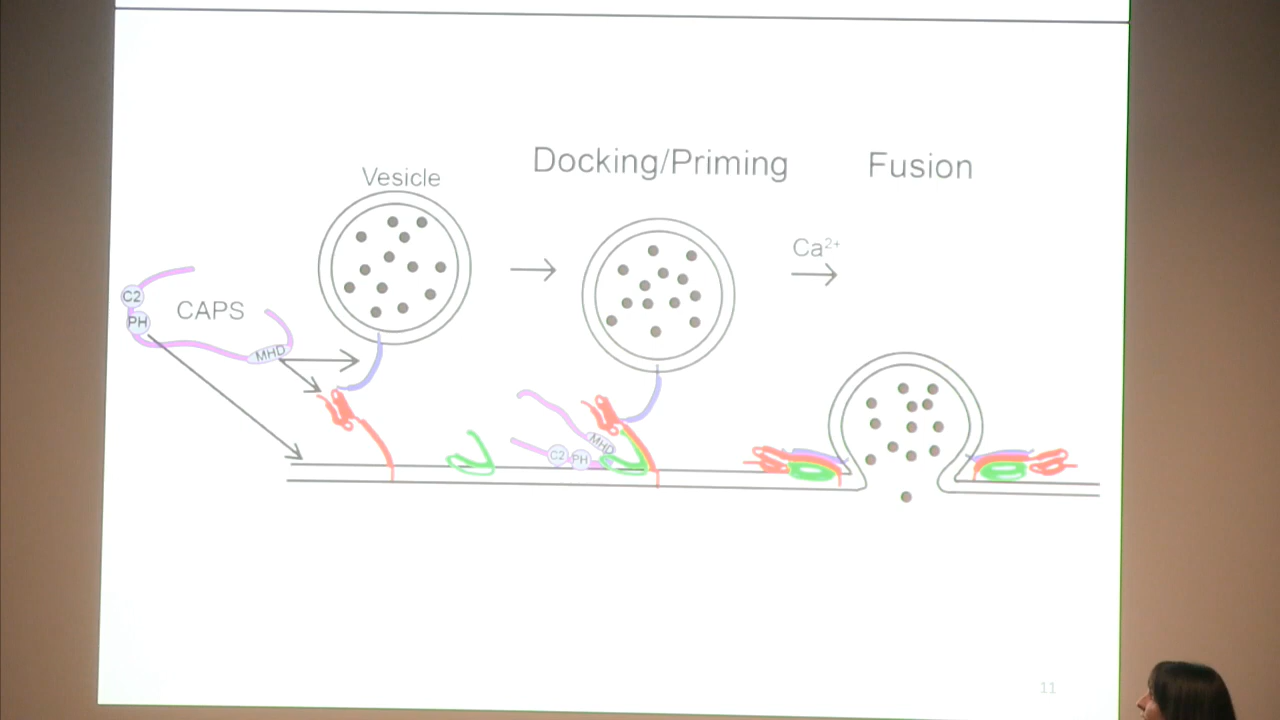 Vesicle
Docking/Priming
Fusion
Ca²⁺
C2
PH
CAPS
MHD
MHD
C2
PH
11